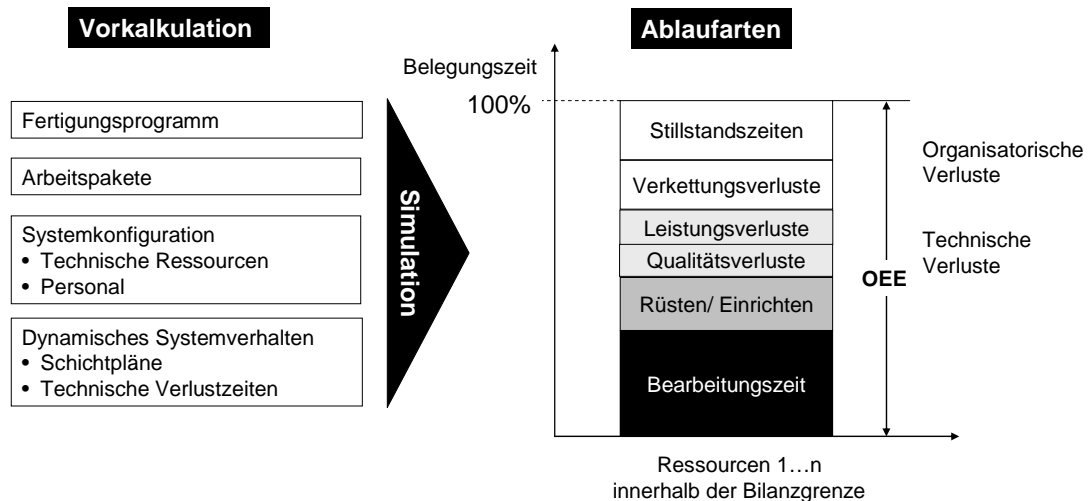 Vorkalkulation
Fertigungsprogramm
Arbeitspakete
Systemkonfiguration
• Technische Ressourcen
• Personal
Dynamisches Systemverhalten
• Schichtpläne
• Technische Verlustzeiten
Simulation
Ablaufarten
Belegungszeit
100%
Stillstandszeiten
Verkettungsverluste
Leistungsverluste
Qualitätsverluste
Rüsten/ Einrichten
Bearbeitungszeit
OEE
Organisatorische
Verluste
Technische
Verluste
Ressourcen 1...n
innerhalb der Bilanzgrenze